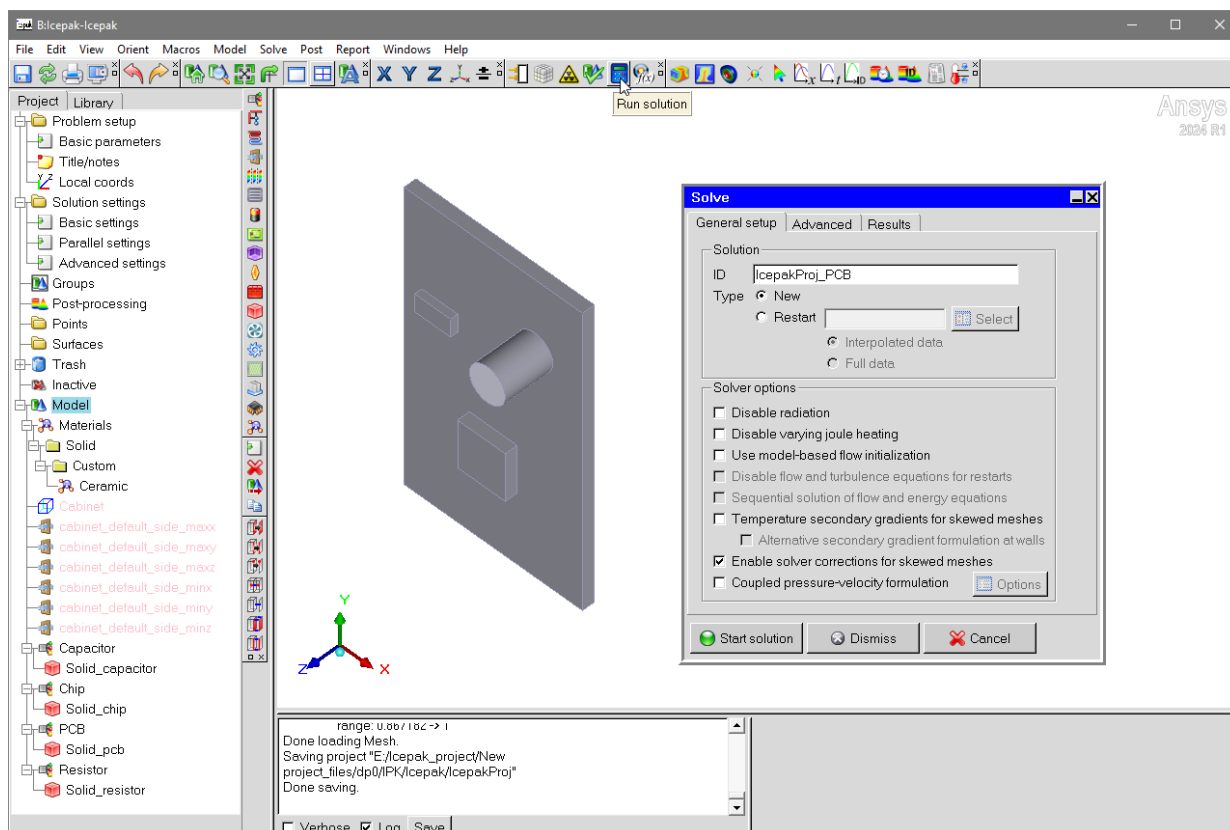 B:Icepak-Icepak
File Edit View Orient Macros Model Solve Post Report Windows Help
X Y Z
Run solution
Project Library
Problem setup
Basic parameters
Title/notes
Local coords
Solution settings
Basic settings
Parallel settings
Advanced settings
Groups
Post-processing
Points
Surfaces
Trash
Inactive
Model
Materials
Solid
Custom
Ceramic
Cabinet
cabinet_default_side_maxx
cabinet_default_side_maxy
cabinet_default_side_maxz
cabinet_default_side_minx
cabinet_default_side_miny
cabinet_default_side_minz
Capacitor
Solid_capacitor
Chip
Solid_chip
PCB
Solid_pcb
Resistor
Solid_resistor
Ansys
2024 R1
Y
Z X
Solve
General setup Advanced Results
Solution
ID IcepakProj_PCB
Type New
Restart Select
Interpolated data
Full data
Solver options
Disable radiation
Disable varying joule heating
Use model-based flow initialization
Disable flow and turbulence equations for restarts
Sequential solution of flow and energy equations
Temperature secondary gradients for skewed meshes
Alternative secondary gradient formulation at walls
Enable solver corrections for skewed meshes
Coupled pressure-velocity formulation Options
Start solution Dismiss Cancel
range: 0.867182 -> 1
Done loading Mesh.
Saving project "E:/Icepak_project/New
project_files/dp0/IPK/Icepak/IcepakProj"
Done saving.
Verbose Log Save